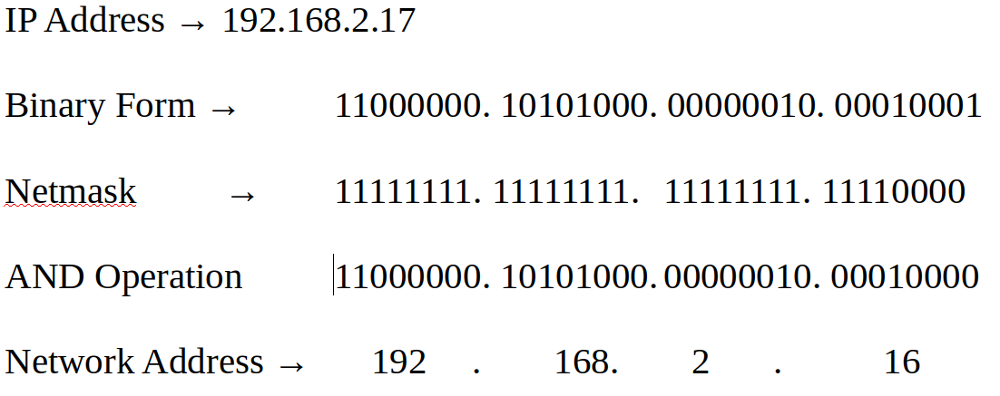 IP Address → 192.168.2.17
Binary Form → 11000000. 10101000. 00000010. 00010001
Netmask → 11111111. 11111111. 11111111. 11110000
AND Operation 11000000. 10101000. 00000010. 00010000
Network Address → 192 . 168. 2 . 16